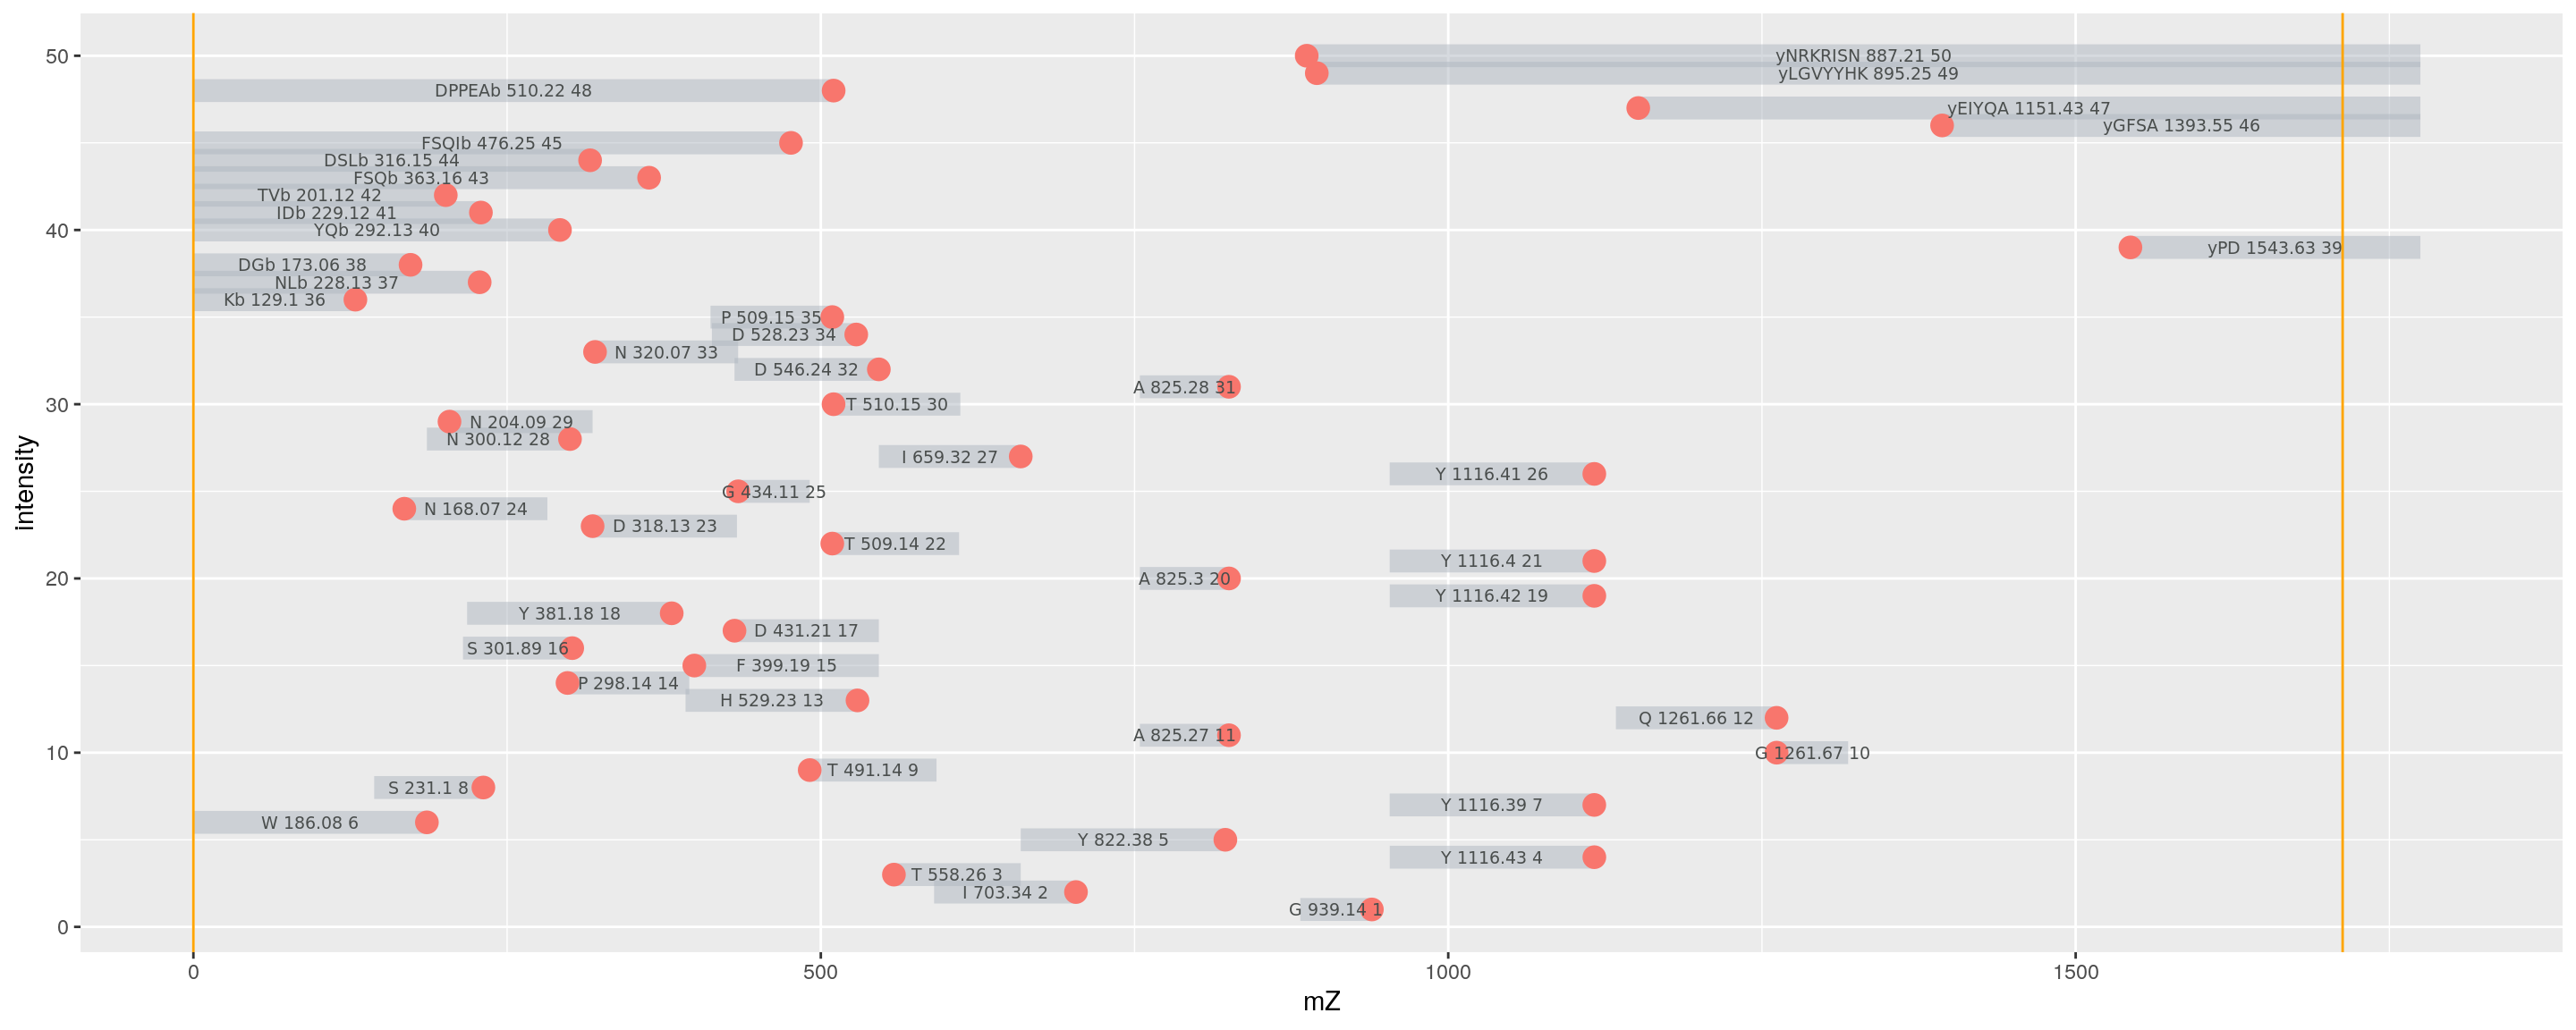 50
yNRKRISN 887.21 50
yLGVYYHK 895.25 49
DPPEAb 510.22 48
yEIYQA 1151.43 47
yGFSA 1393.55 46
FSQIb 476.25 45
DSLb 316.15 44
FSQb 363.16 43
TVb 201.12 42
IDb 229.12 41
40
YQb 292.13 40
yPD 1543.63 39
DGb 173.06 38
NLb 228.13 37
Kb 129.1 36
P 509.15 35
D 528.23 34
N 320.07 33
D 546.24 32
A 825.28 31
30
T 510.15 30
N 204.09 29
N 300.12 28
I 659.32 27
Y 1116.41 26
intensity
G 434.11 25
N 168.07 24
D 318.13 23
T 509.14 22
Y 1116.4 21
20
A 825.3 20
Y 1116.42 19
Y 381.18 18
D 431.21 17
S 301.89 16
F 399.19 15
P 298.14 14
H 529.23 13
Q 1261.66 12
A 825.27 11
10
G 1261.67 10
T 491.14 9
S 231.1 8
Y 1116.39 7
W 186.08 6
Y 822.38 5
Y 1116.43 4
T 558.26 3
I 703.34 2
G 939.14 1
0
0 500 1000 1500
mZ